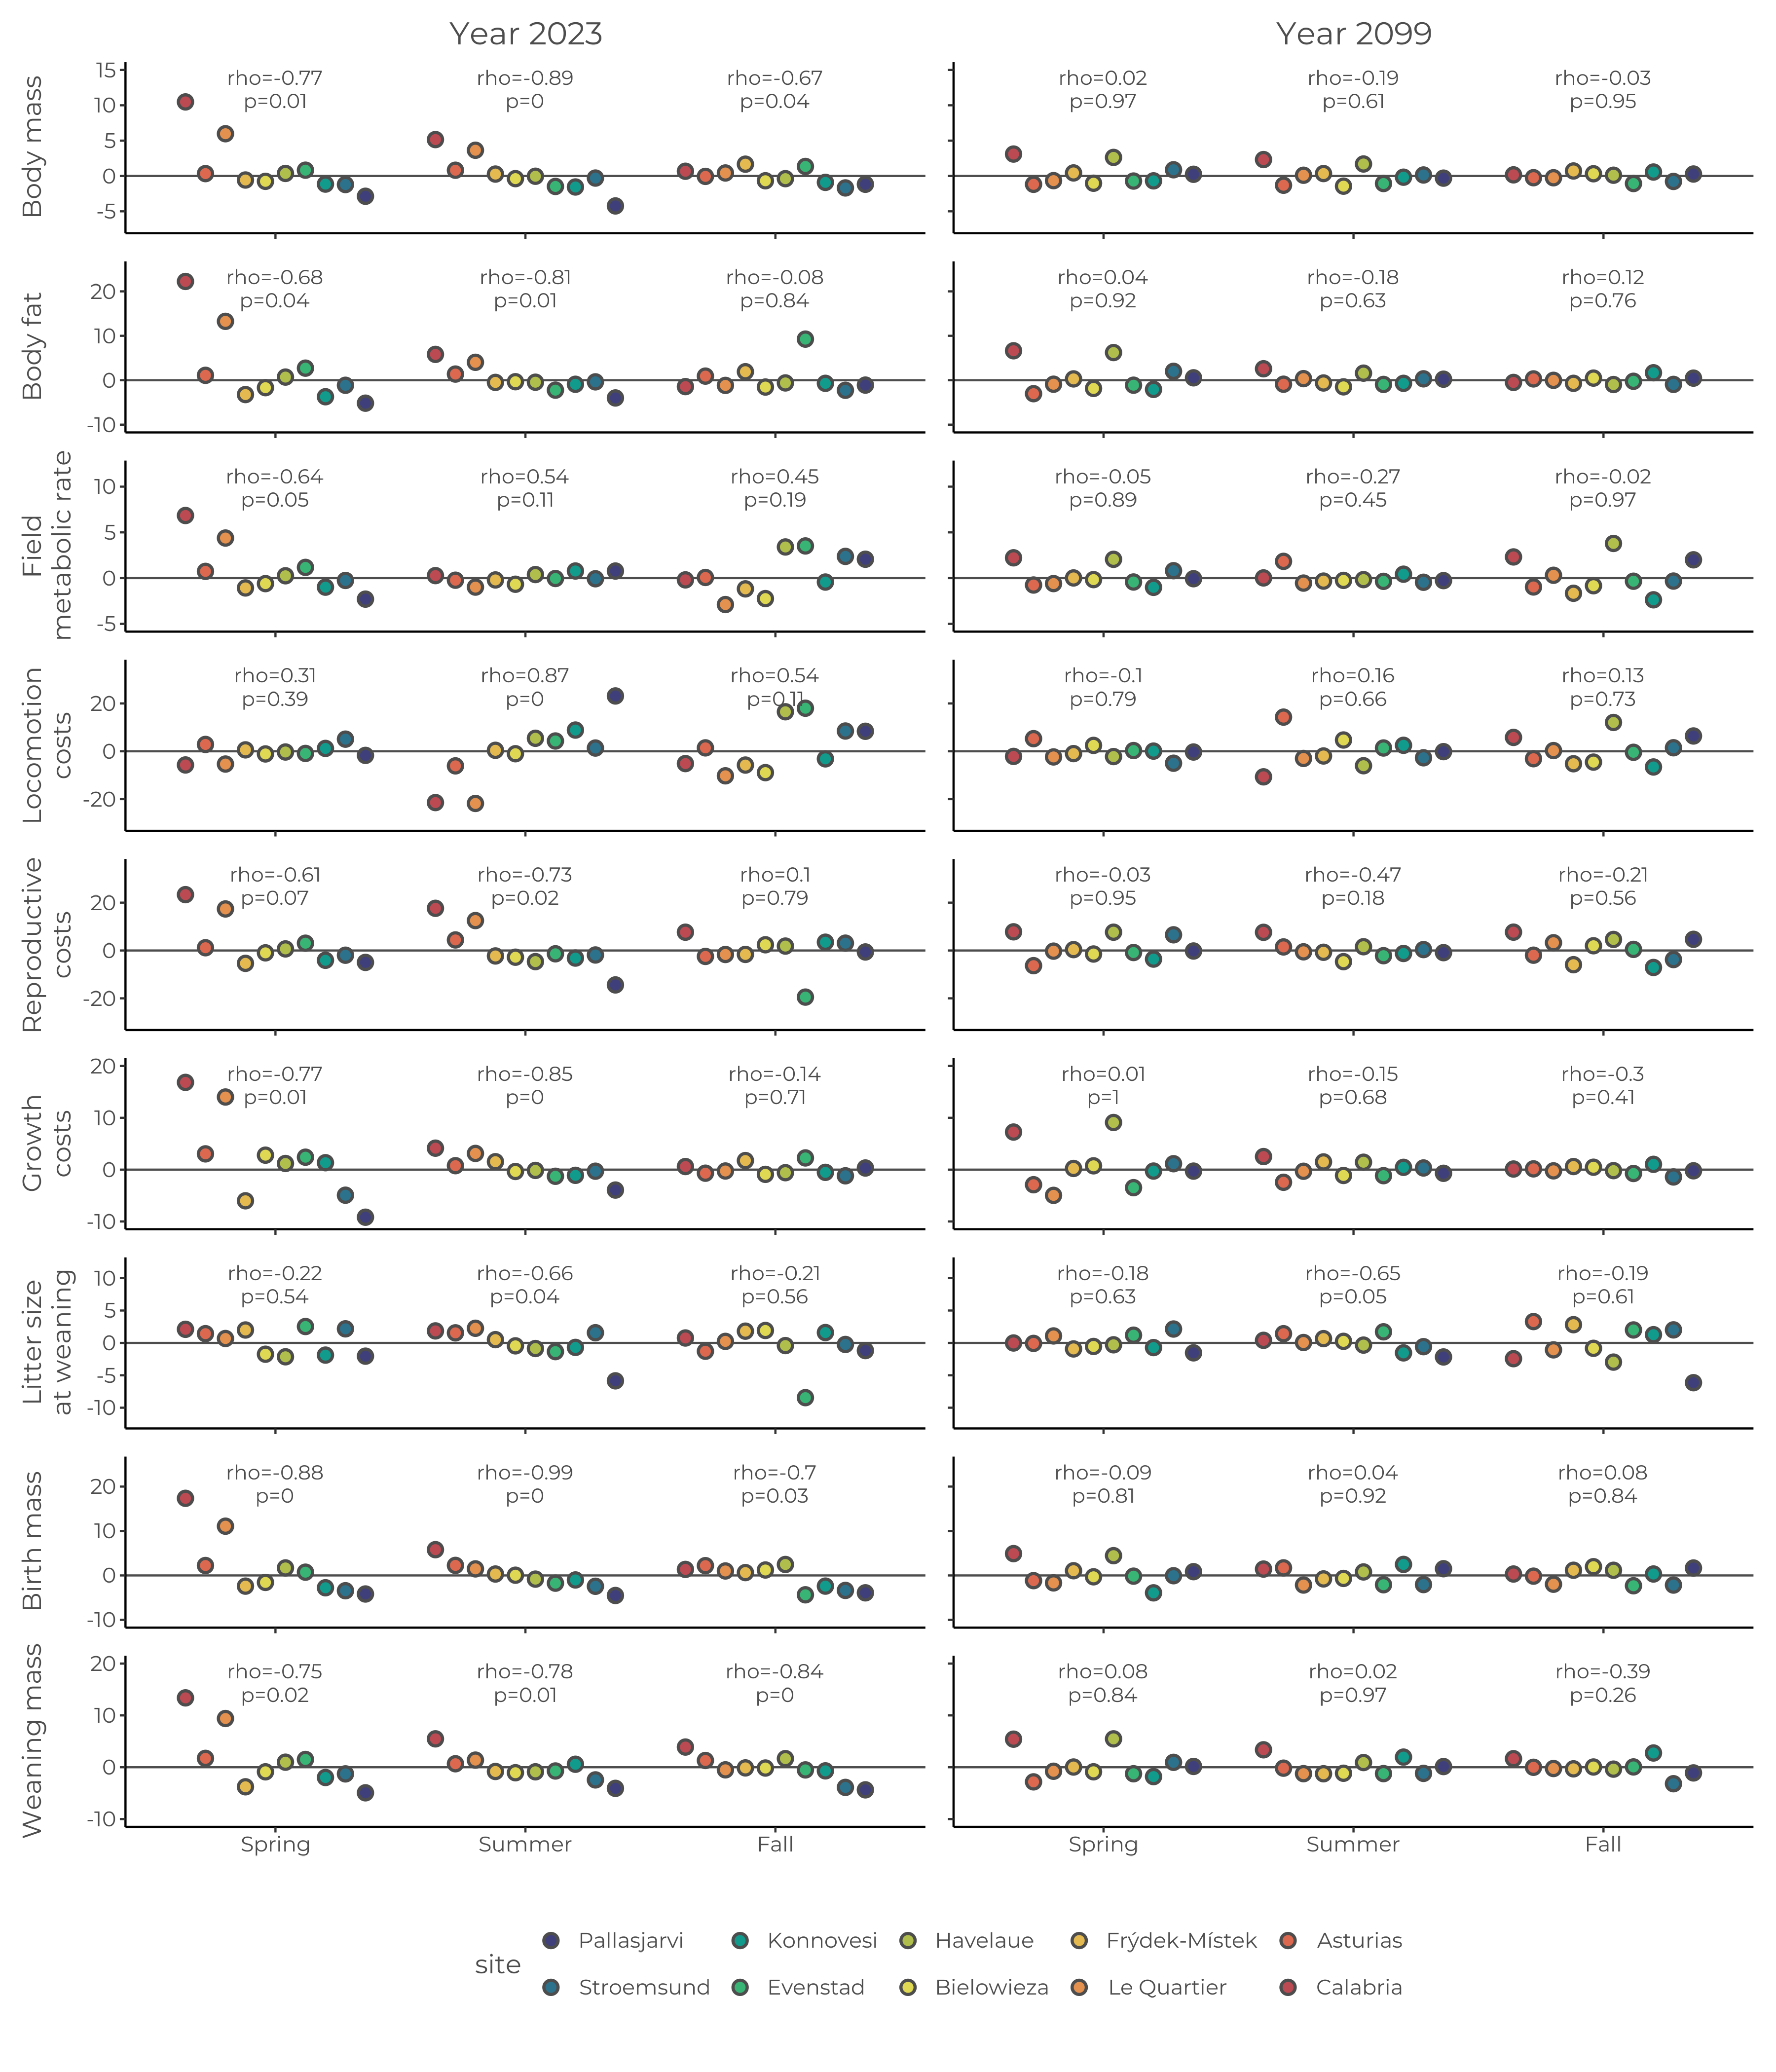 Year 2023 Year 2099
Body mass
15
10
5
0
-5
rho=-0.77 rho=-0.89 rho=-0.67 rho=0.02 rho=-0.19 rho=-0.03
p=0.01 p=0 p=0.04 p=0.97 p=0.61 p=0.95
Body fat
20
10
0
-10
rho=-0.68 rho=-0.81 rho=-0.08 rho=0.04 rho=-0.18 rho=0.12
p=0.04 p=0.01 p=0.84 p=0.92 p=0.63 p=0.76
Field
metabolic rate
10
5
0
-5
rho=-0.64 rho=0.54 rho=0.45 rho=-0.05 rho=-0.27 rho=-0.02
p=0.05 p=0.11 p=0.19 p=0.89 p=0.45 p=0.97
Locomotion
costs
20
0
-20
rho=0.31 rho=0.87 rho=0.54 rho=-0.1 rho=0.16 rho=0.13
p=0.39 p=0 p=0.11 p=0.79 p=0.66 p=0.73
Reproductive
costs
20
0
-20
rho=-0.61 rho=-0.73 rho=0.1 rho=-0.03 rho=-0.47 rho=-0.21
p=0.07 p=0.02 p=0.79 p=0.95 p=0.18 p=0.56
Growth
costs
20
10
0
-10
rho=-0.77 rho=-0.85 rho=-0.14 rho=0.01 rho=-0.15 rho=-0.3
p=0.01 p=0 p=0.71 p=1 p=0.68 p=0.41
Litter size
at weaning
10
5
0
-5
-10
rho=-0.22 rho=-0.66 rho=-0.21 rho=-0.18 rho=-0.65 rho=-0.19
p=0.54 p=0.04 p=0.56 p=0.63 p=0.05 p=0.61
Birth mass
20
10
0
-10
rho=-0.88 rho=-0.99 rho=-0.7 rho=-0.09 rho=0.04 rho=0.08
p=0 p=0 p=0.03 p=0.81 p=0.92 p=0.84
Weaning mass
20
10
0
-10
rho=-0.75 rho=-0.78 rho=-0.84 rho=0.08 rho=0.02 rho=-0.39
p=0.02 p=0.01 p=0 p=0.84 p=0.97 p=0.26
Spring Summer Fall Spring Summer Fall
site
Pallasjarvi Konnovesi Havelaue Frýdek-Místek Asturias
Stroemsund Evenstad Bielowieza Le Quartier Calabria